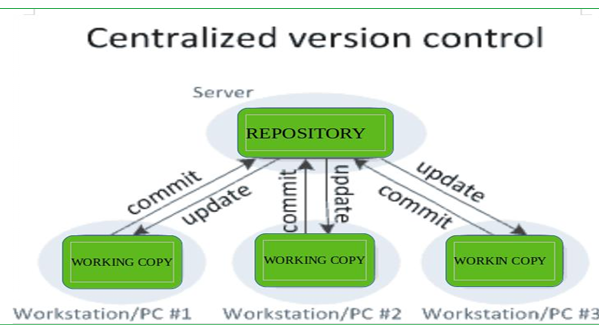 Centralized version control
Server
REPOSITORY
commit
update
commit
update
update
commit
WORKING COPY
WORKING COPY
WORKIN COPY
Workstation/PC #1
Workstation/PC #2
Workstation/PC #3